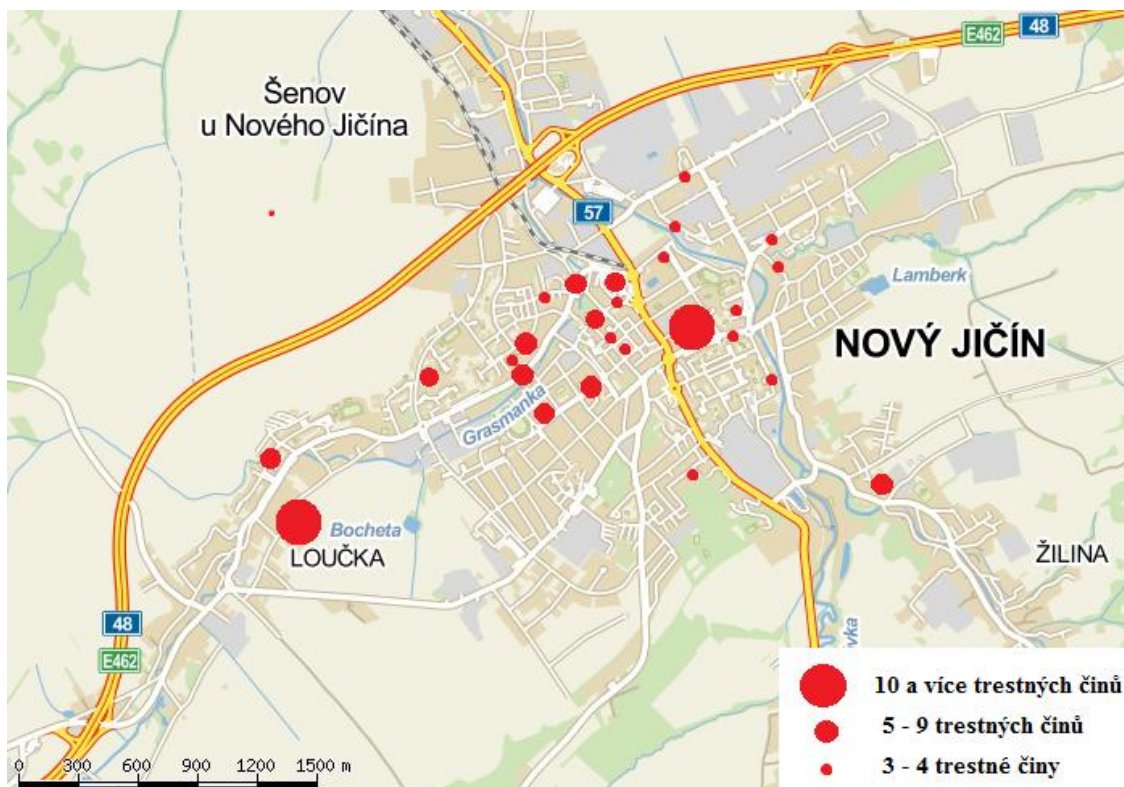 E462
48
Šenov
u Nového Jičína
57
Lamberk
NOVÝ JIČÍN
Grasmanka
Bocheta
LOUČKA
ŽILINA
48
E462
vka
10 a více trestných činů
5 - 9 trestných činů
3 - 4 trestné činy
0 300 600 900 1200 1500 m